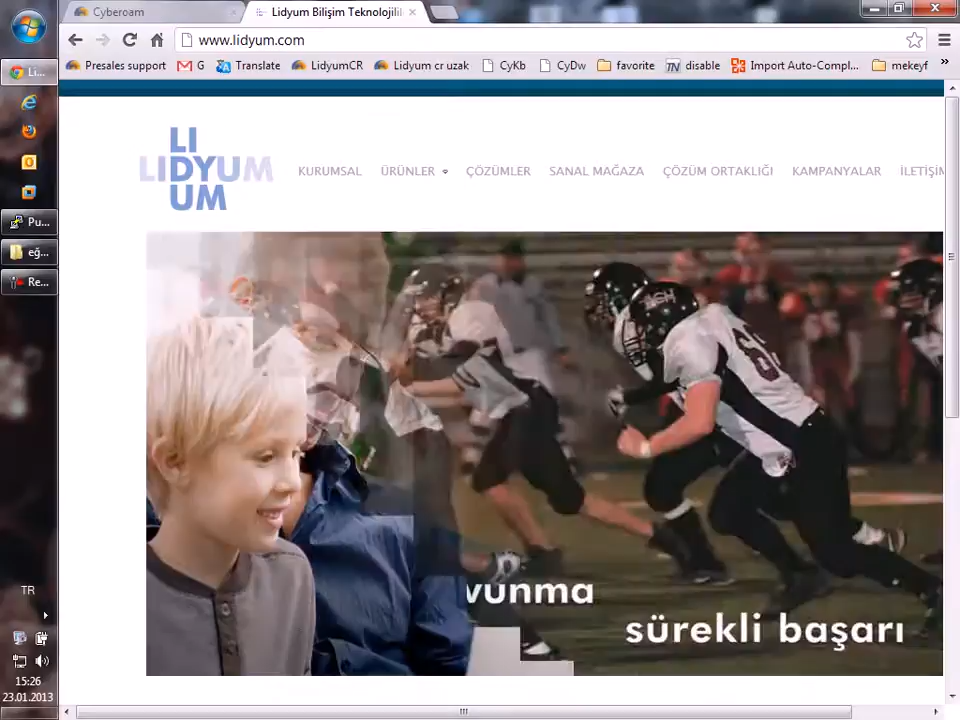 Cyberoam
Lidyum Bilişim Teknolojilil
www.lidyum.com
Presales support
G
Translate
LidyumCR
Lidyum cr uzak
CyKb
CyDw
favorite
disable
Import Auto-Compl...
mekeyf
Li...
Pu...
eğ...
Re...
TR
15:26
23.01.2013
LI
LIDYUM
UM
KURUMSAL
ÜRÜNLER
ÇÖZÜMLER
SANAL MAĞAZA
ÇÖZÜM ORTAKLIĞI
KAMPANYALAR
İLETİŞİM
vunma
sürekli başarı